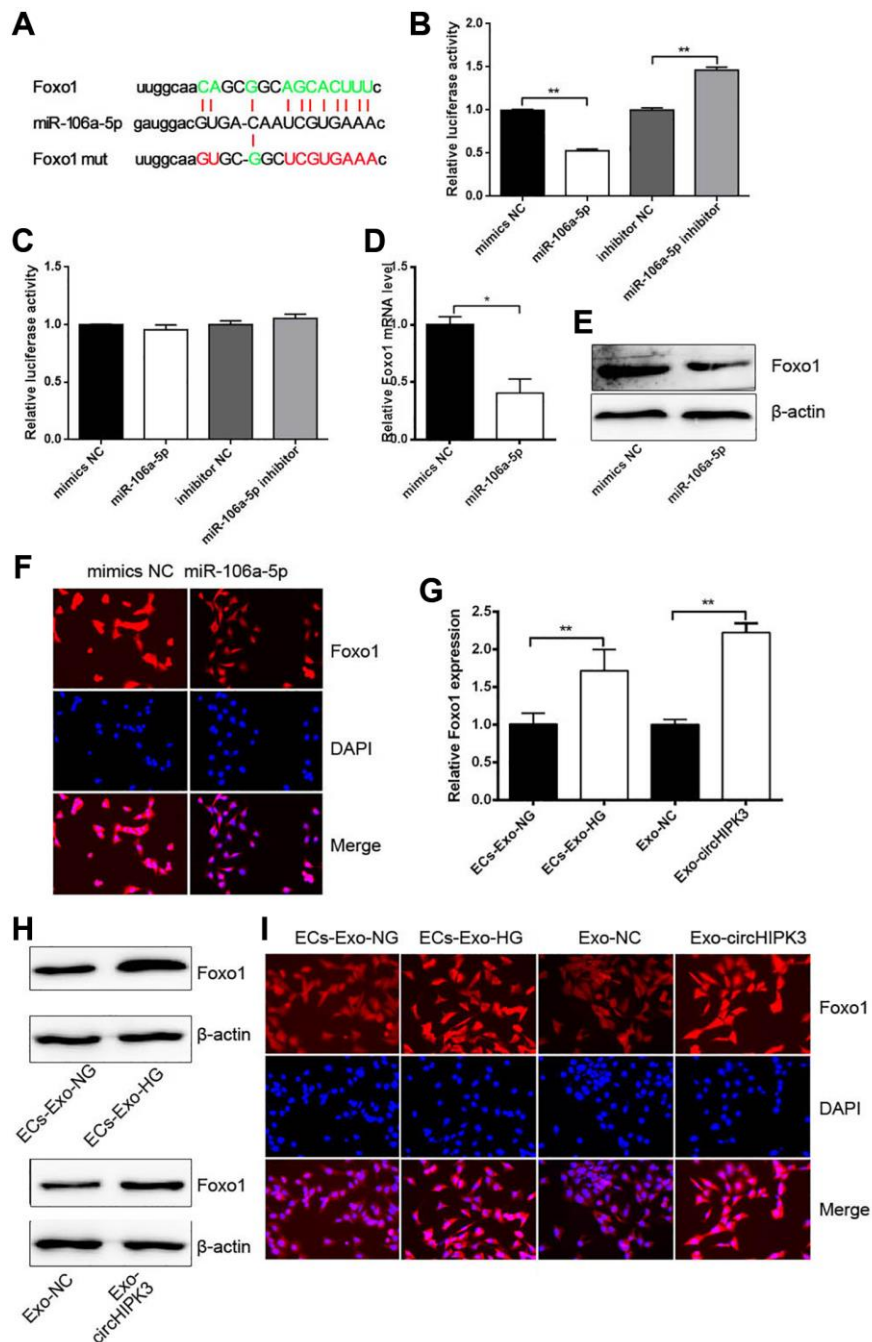 A
Foxo1 uuggcaaCAGCGGCAGCACUUUc
miR-106a-5p gauggacGUGA-CAAUCGUGAAAc
Foxo1 mut uuggcaaGUGC-GGCUCGUGAAAc
B
Relative luciferase activity
2.0
1.5
1.0
0.5
0.0
**
**
mimics NC
miR-106a-5p
inhibitor NC
miR-106a-5p inhibitor
C
Relative luciferase activity
1.5
1.0
0.5
0.0
mimics NC
miR-106a-5p
inhibitor NC
miR-106a-5p inhibitor
D
Relative Foxo1 mRNA level
1.5
1.0
0.5
0.0
*
mimics NC
miR-106a-5p
E
Foxo1
β-actin
mimics NC
miR-106a-5p
F
mimics NC miR-106a-5p
Foxo1
DAPI
Merge
G
Relative Foxo1 expression
2.5
2.0
1.5
1.0
0.5
0.0
**
**
ECs-Exo-NG
ECs-Exo-HG
Exo-NC
Exo-circHIPK3
H
Foxo1
β-actin
ECs-Exo-NG
ECs-Exo-HG
Foxo1
β-actin
Exo-NC
Exo-
circHIPK3
I
ECs-Exo-NG ECs-Exo-HG Exo-NC Exo-circHIPK3
Foxo1
DAPI
Merge